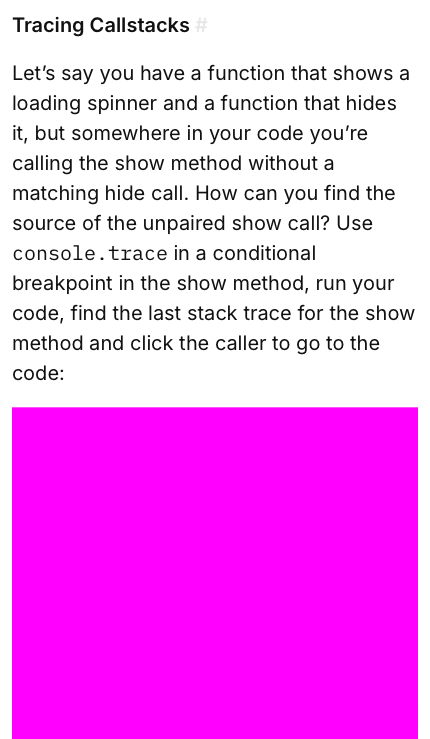 Tracing Callstacks #
Let’s say you have a function that shows a
loading spinner and a function that hides
it, but somewhere in your code you’re
calling the show method without a
matching hide call. How can you find the
source of the unpaired show call? Use
console.trace in a conditional
breakpoint in the show method, run your
code, find the last stack trace for the show
method and click the caller to go to the
code: